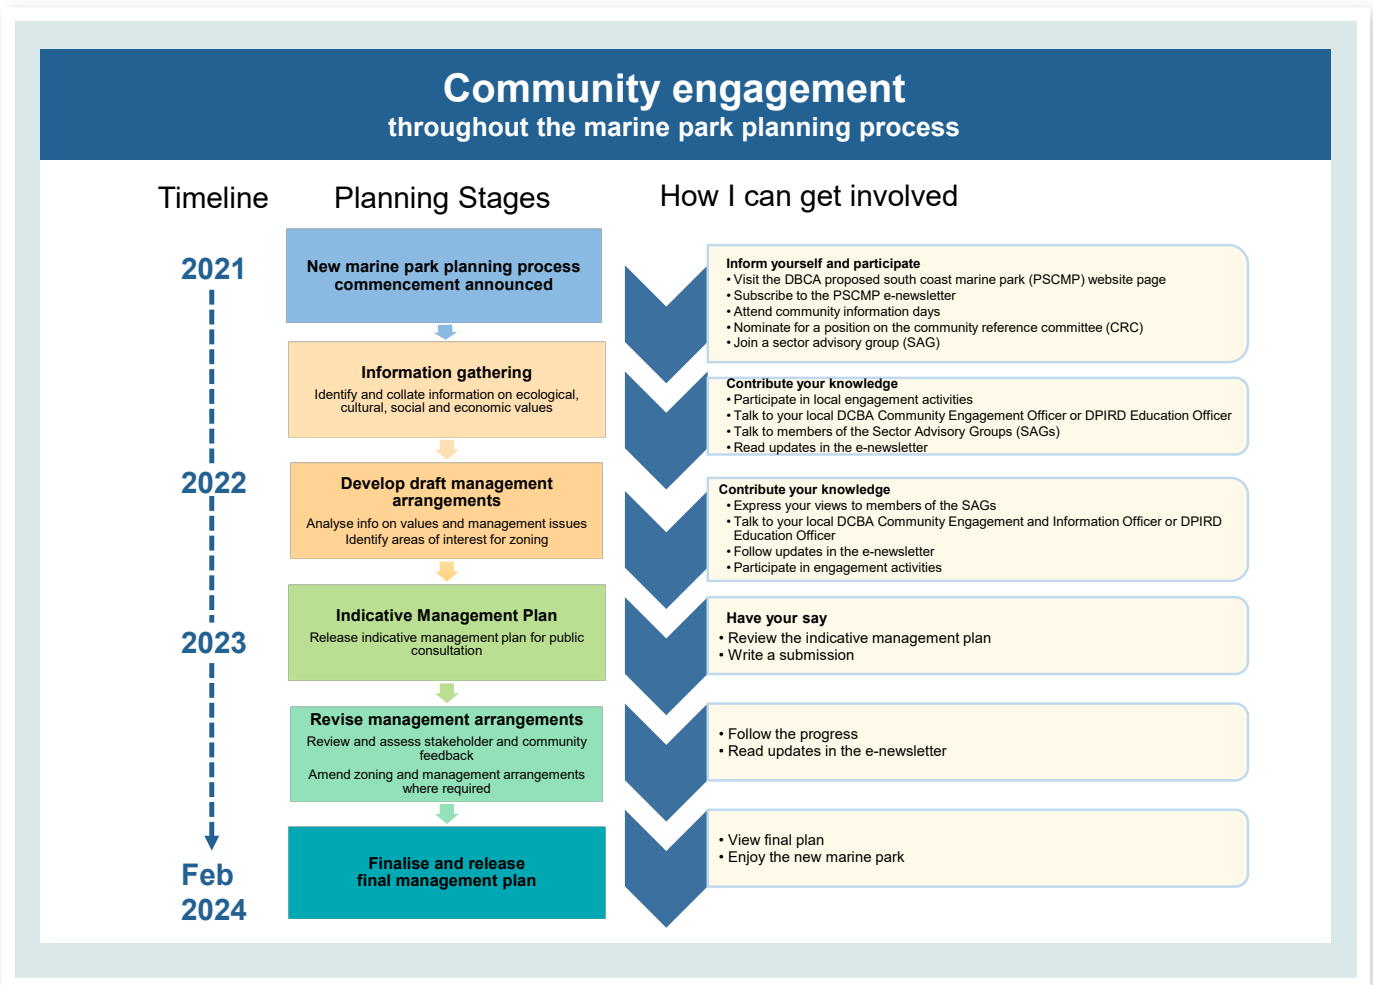 Community engagement
throughout the marine park planning process
Timeline
Planning Stages
How I can get involved
2021
New marine park planning process
commencement announced
Inform yourself and participate
• Visit the DBCA proposed south coast marine park (PSCMP) website page
• Subscribe to the PSCMP e-newsletter
• Attend community information days
• Nominate for a position on the community reference committee (CRC)
• Join a sector advisory group (SAG)
Information gathering
Identify and collate information on ecological,
cultural, social and economic values
Contribute your knowledge
• Participate in local engagement activities
• Talk to your local DCBA Community Engagement Officer or DPIRD Education Officer
• Talk to members of the Sector Advisory Groups (SAGs)
• Read updates in the e-newsletter
2022
Develop draft management
arrangements
Analyse info on values and management issues
Identify areas of interest for zoning
Contribute your knowledge
• Express your views to members of the SAGs
• Talk to your local DCBA Community Engagement and Information Officer or DPIRD
Education Officer
• Follow updates in the e-newsletter
• Participate in engagement activities
2023
Indicative Management Plan
Release indicative management plan for public
consultation
Have your say
• Review the indicative management plan
• Write a submission
Revise management arrangements
Review and assess stakeholder and community
feedback
Amend zoning and management arrangements
where required
• Follow the progress
• Read updates in the e-newsletter
Feb
2024
Finalise and release
final management plan
• View final plan
• Enjoy the new marine park